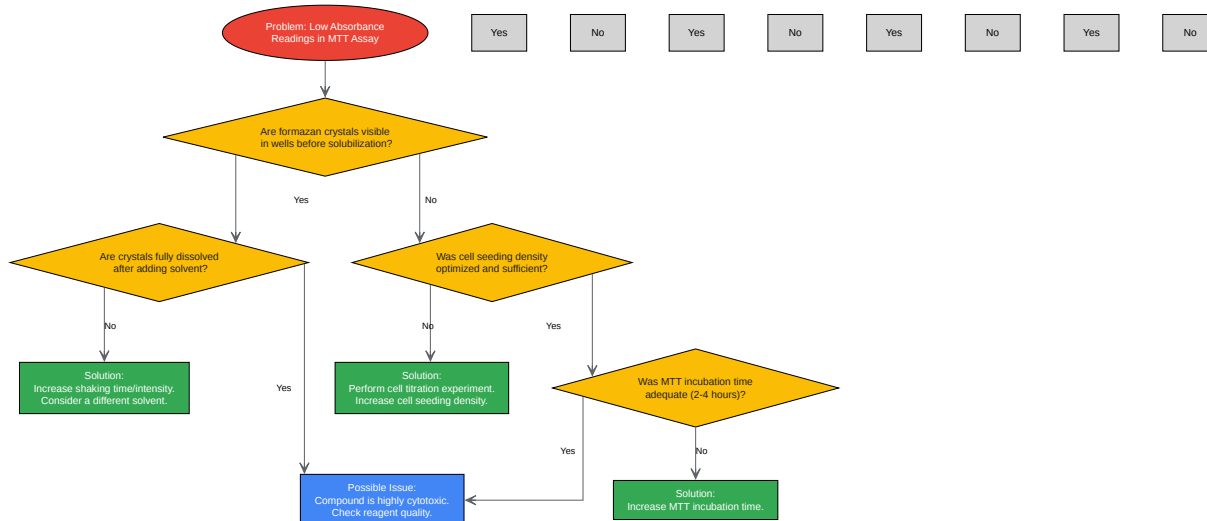 Problem: Low Absorbance
Readings in MTT Assay
Yes
No
Yes
No
Yes
No
Yes
No
Are formazan crystals visible
in wells before solubilization?
Yes
No
Are crystals fully dissolved
after adding solvent?
Was cell seeding density
optimized and sufficient?
No
No
Yes
Solution:
Increase shaking time/intensity.
Consider a different solvent.
Yes
Solution:
Perform cell titration experiment.
Increase cell seeding density.
Was MTT incubation time
adequate (2-4 hours)?
Yes
No
Possible Issue:
Compound is highly cytotoxic.
Check reagent quality.
Solution:
Increase MTT incubation time.